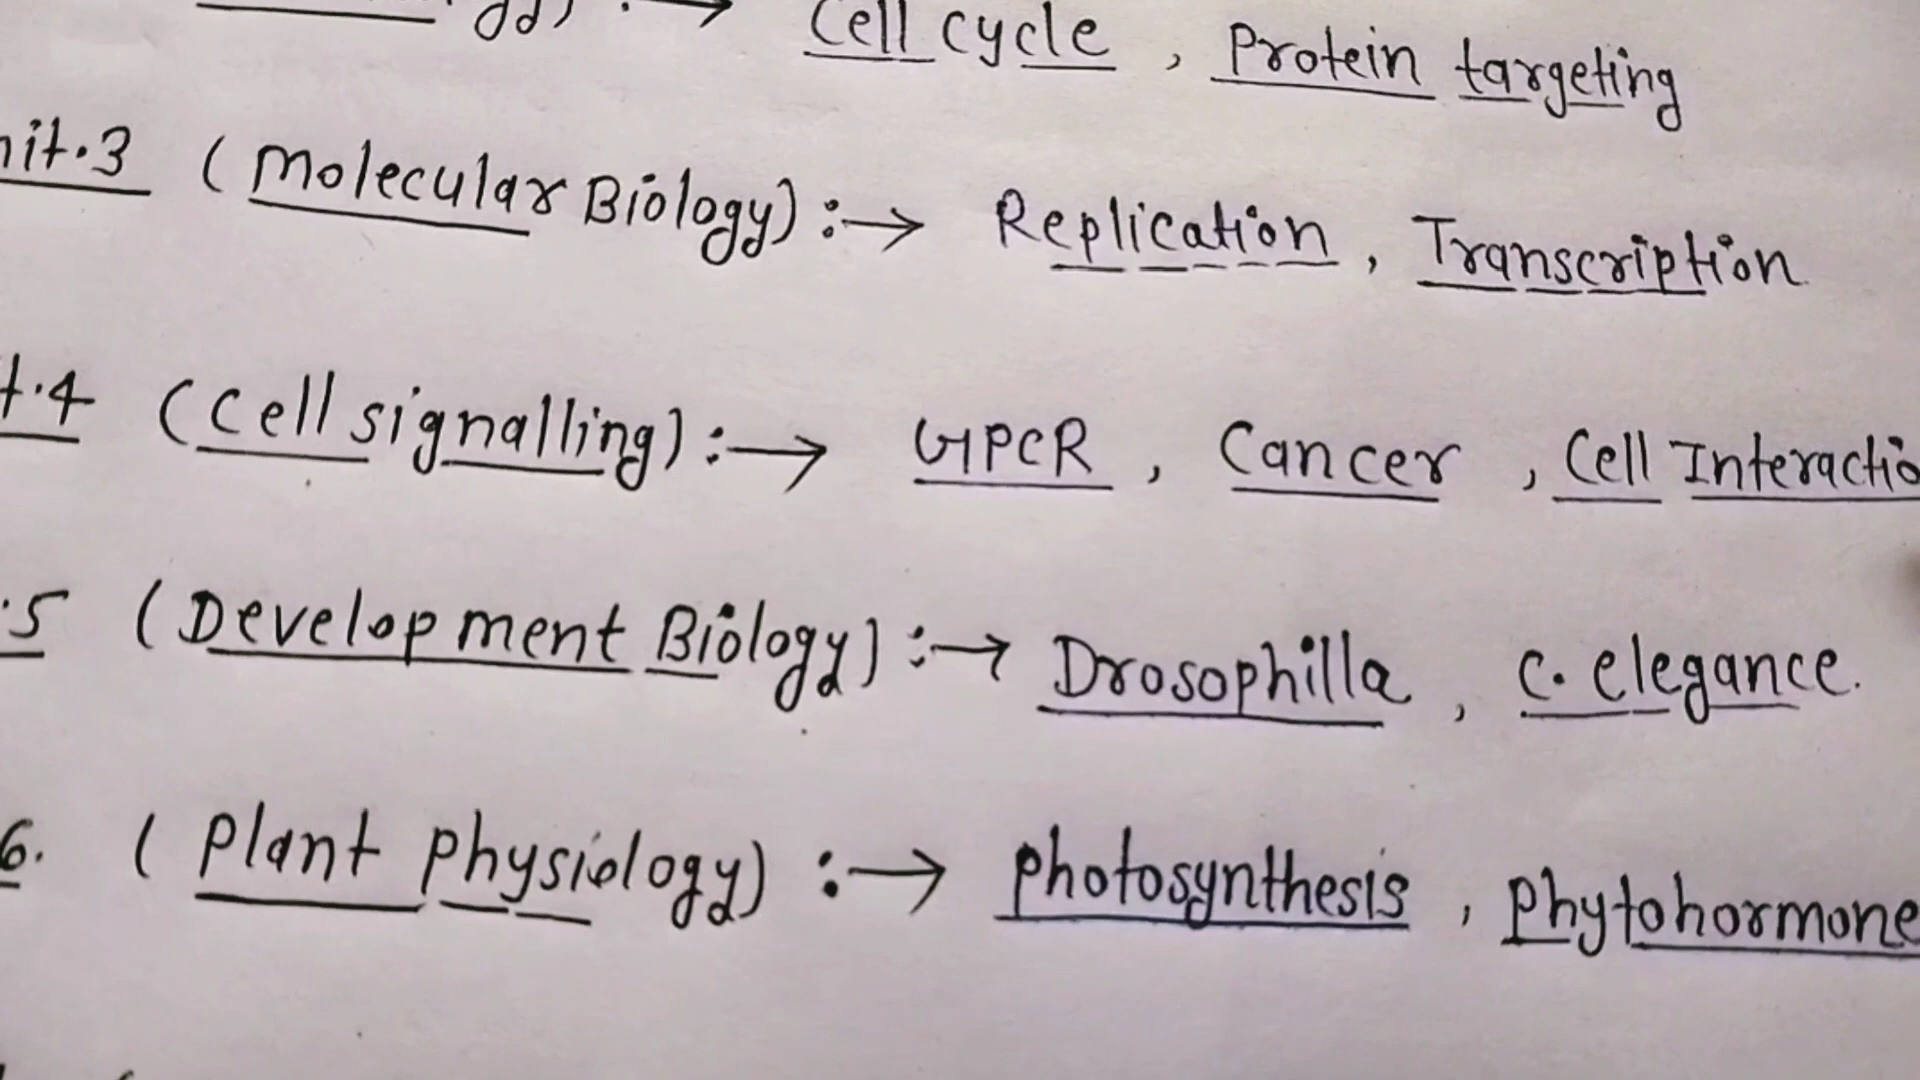 Cell cycle , Protein targeting
nit.3 (Molecular Biology) :→ Replication , Transcription
t.4 (Cell signalling) :→ GPCR , Cancer , Cell Interactio
.5 (Development Biology) :→ Drosophilla , C. elegance.
6. (Plant Physiology) :→ Photosynthesis , Phytohormone